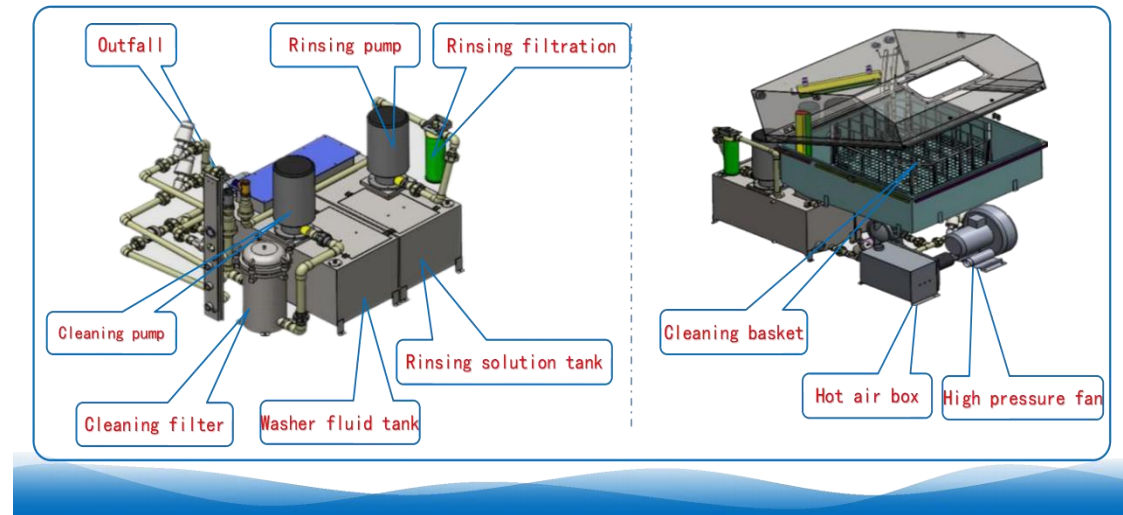 Outfall
Rinsing pump
Rinsing filtration
Cleaning pump
Rinsing solution tank
Cleaning filter
Washer fluid tank
Cleaning basket
Hot air box
High pressure fan